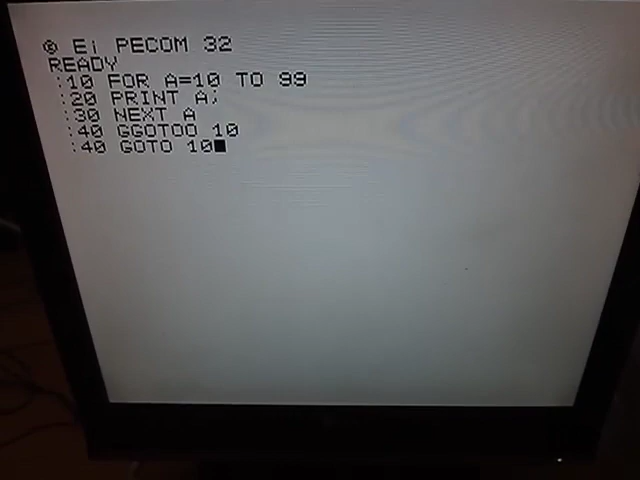 ® Ei PECOM 32
READY
:10 FOR A=10 TO 99
:20 PRINT A;
:30 NEXT A
:40 GGOTOO 10
:40 GOTO 10